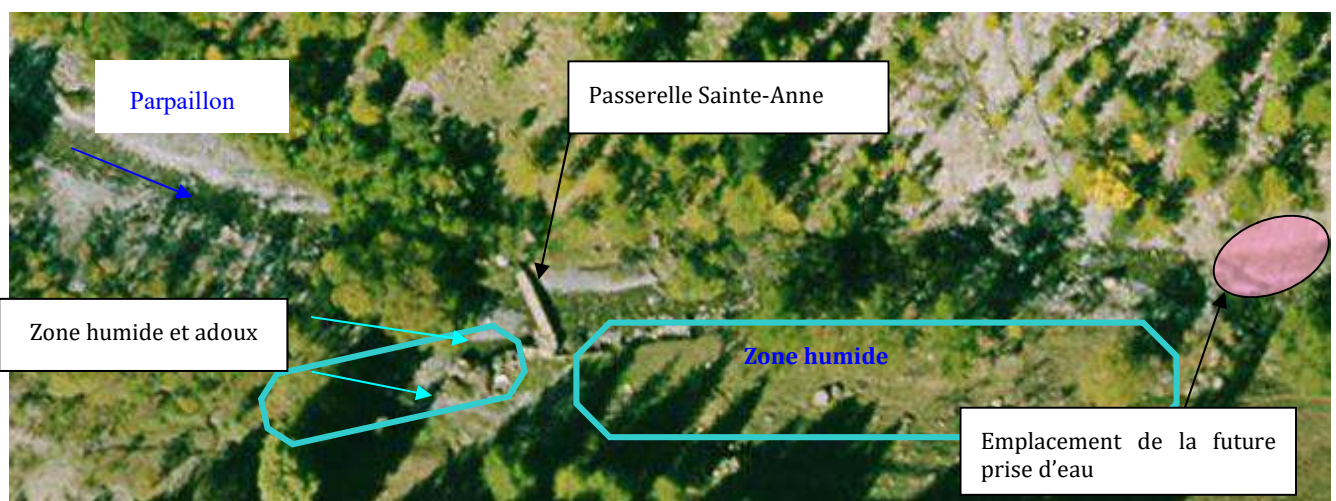 Parpaillon
Passerelle Sainte-Anne
Zone humide et adoux
Zone humide
Emplacement de la future
prise d'eau